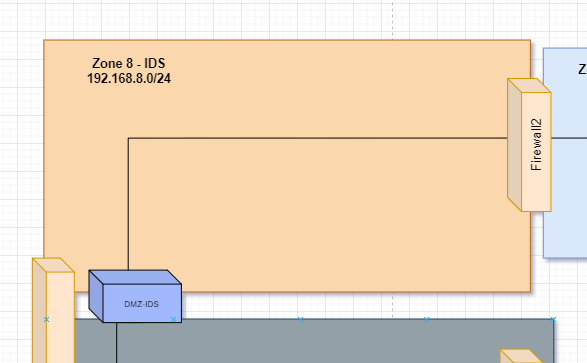 Zone 8 - IDS
192.168.8.0/24
Z
Firewall2
DMZ-IDS